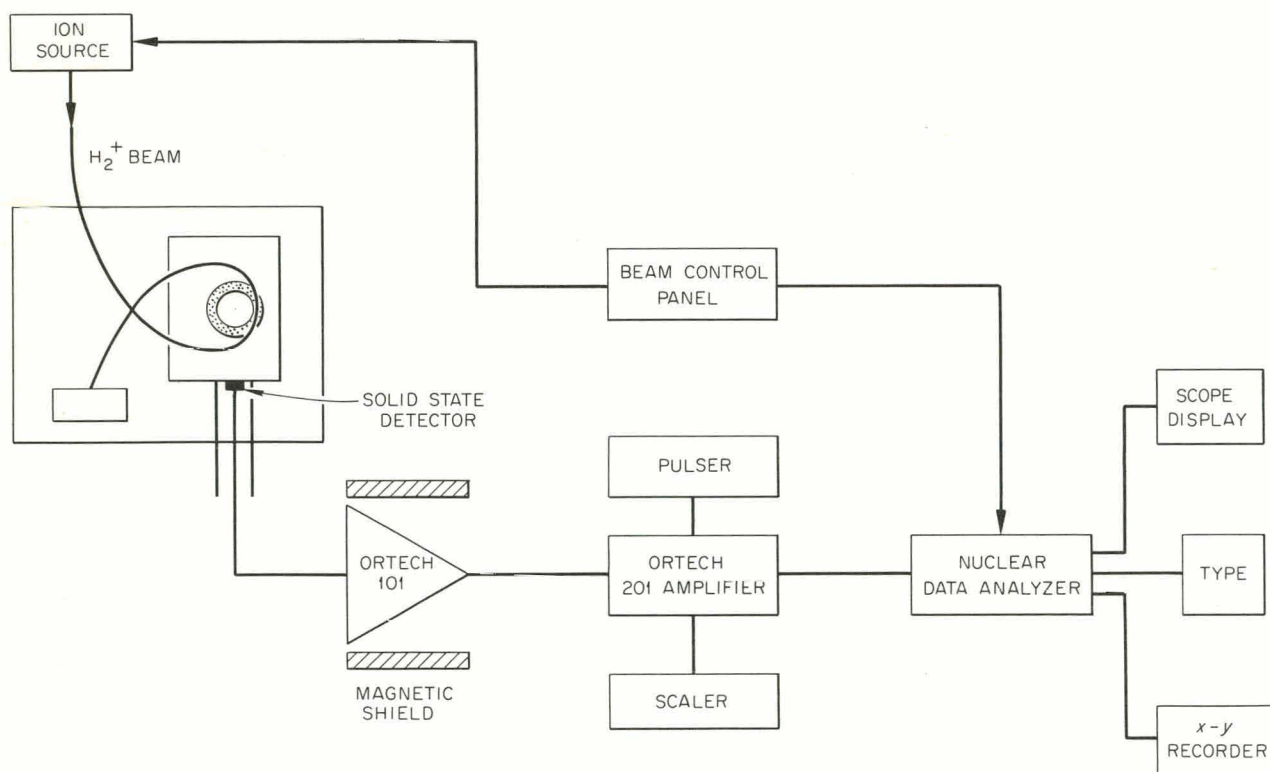 ION
SOURCE
H₂⁺ BEAM
BEAM CONTROL
PANEL
SOLID STATE
DETECTOR
SCOPE
DISPLAY
PULSER
ORTECH
101
ORTECH
201 AMPLIFIER
NUCLEAR
DATA ANALYZER
TYPE
MAGNETIC
SHIELD
SCALER
x-y
RECORDER